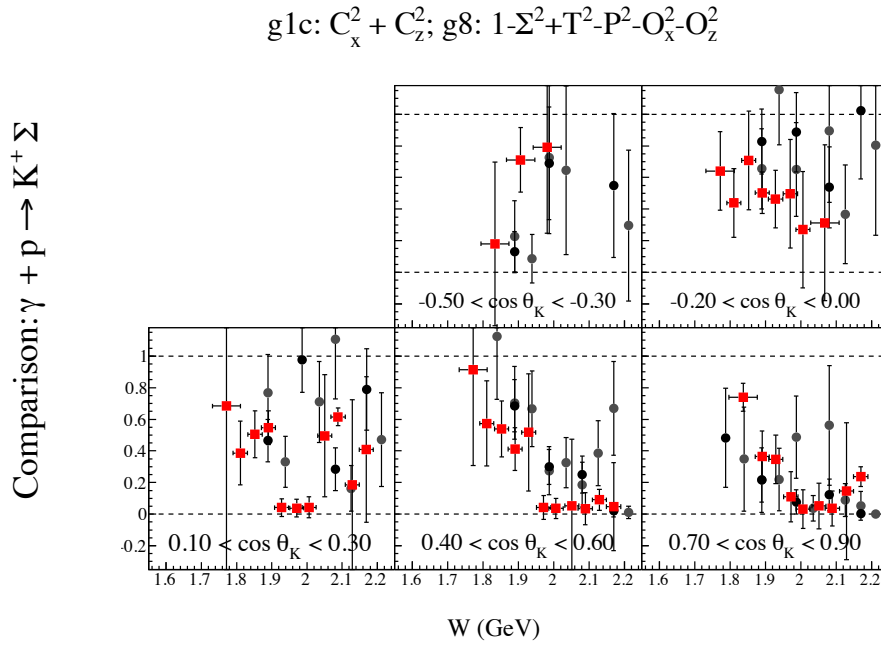 g1c: C_x^2 + C_z^2; g8: 1-Σ^2+T^2-P^2-O_x^2-O_z^2
Comparison: γ + p → K^+ Σ
-0.50 < cos θ_K < -0.30
-0.20 < cos θ_K < 0.00
1
0.8
0.6
0.4
0.2
0
-0.2
0.10 < cos θ_K < 0.30
0.40 < cos θ_K < 0.60
0.70 < cos θ_K < 0.90
1.6 1.7 1.8 1.9 2 2.1 2.2 1.6 1.7 1.8 1.9 2 2.1 2.2 1.6 1.7 1.8 1.9 2 2.1 2.2
W (GeV)